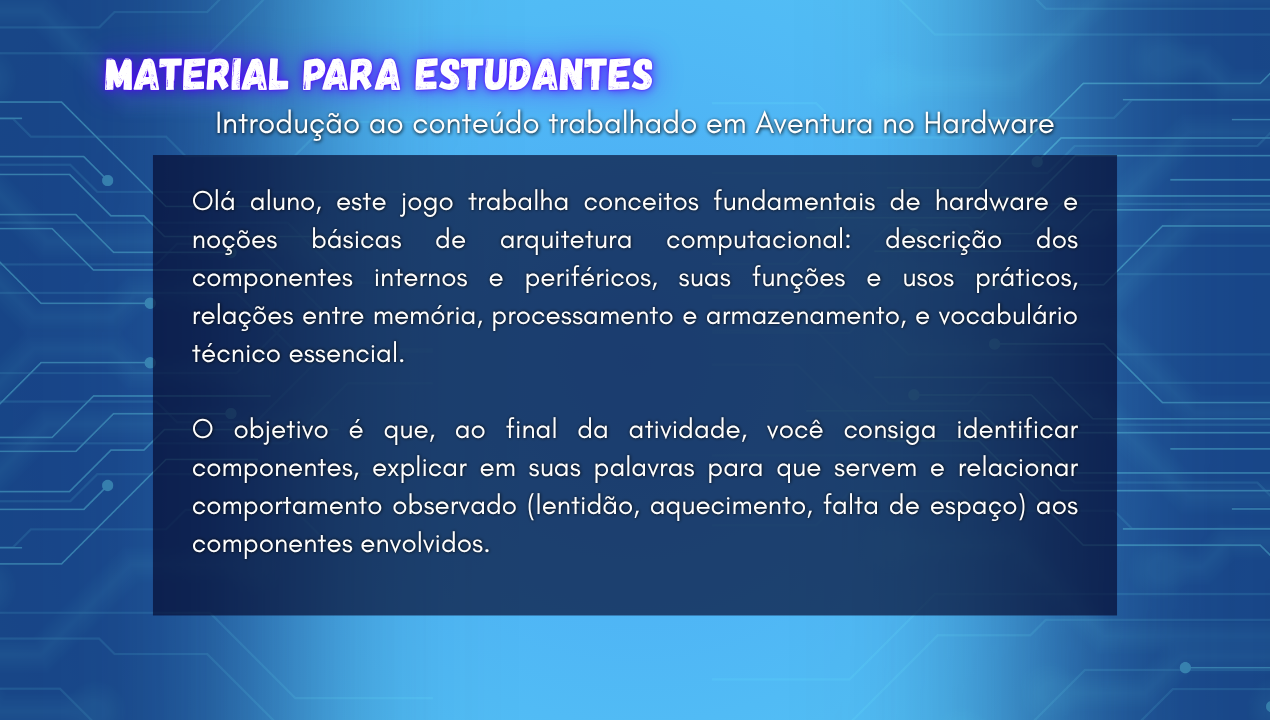 MATERIAL PARA ESTUDANTES
Introdução ao conteúdo trabalhado em Aventura no Hardware
Olá aluno, este jogo trabalha conceitos fundamentais de hardware e
noções básicas de arquitetura computacional: descrição dos
componentes internos e periféricos, suas funções e usos práticos,
relações entre memória, processamento e armazenamento, e vocabulário
técnico essencial.
O objetivo é que, ao final da atividade, você consiga identificar
componentes, explicar em suas palavras para que servem e relacionar
comportamento observado (lentidão, aquecimento, falta de espaço) aos
componentes envolvidos.